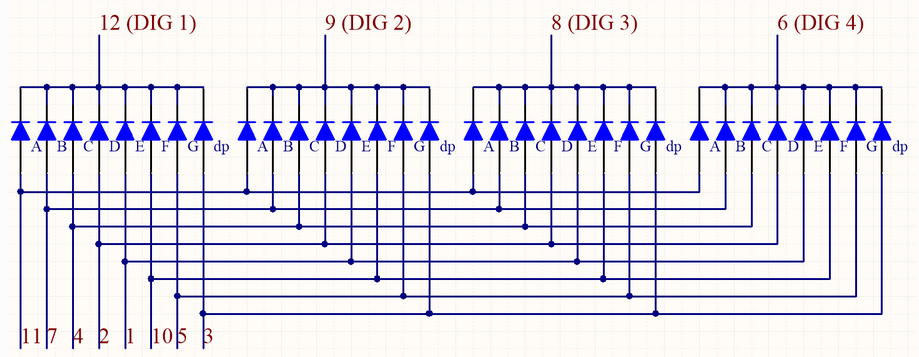 12 (DIG 1) 9 (DIG 2) 8 (DIG 3) 6 (DIG 4)
A B C D E F G dp A B C D E F G dp A B C D E F G dp A B C D E F G dp
11 7 4 2 1 10 5 3